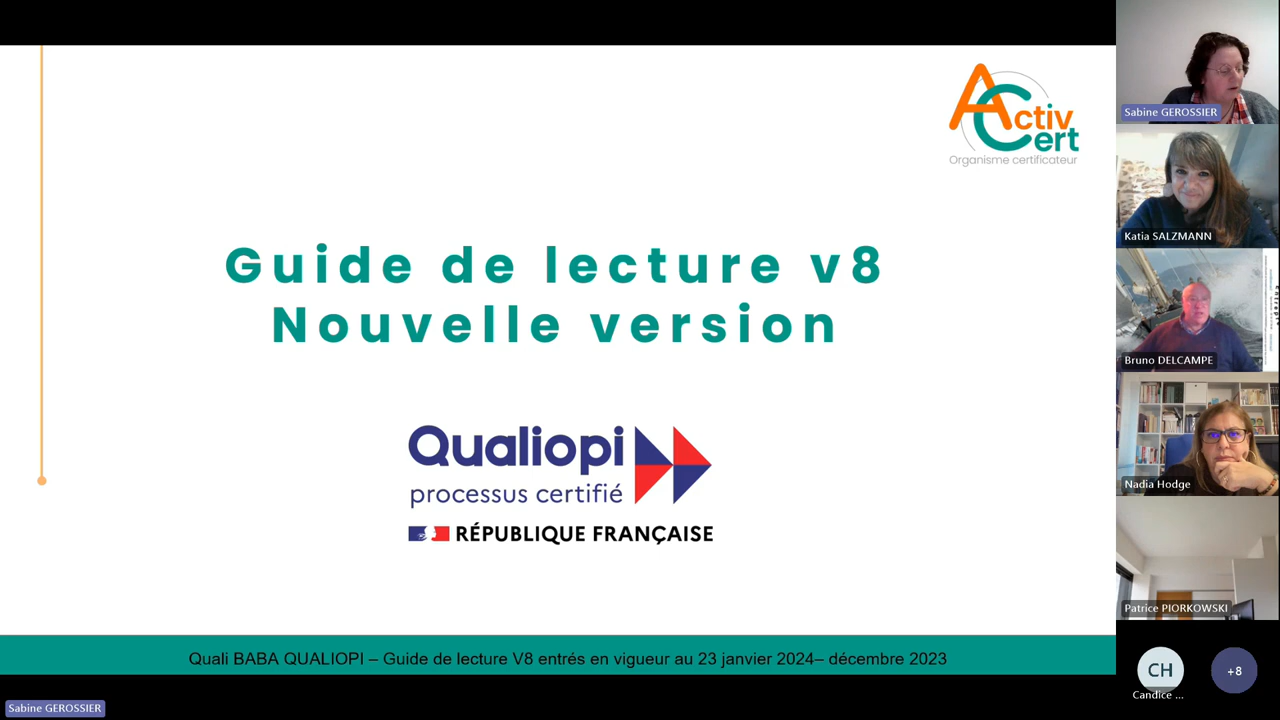 Activ
Cert
Organisme certificateur
Guide de lecture v8
Nouvelle version
Qualiopi
processus certifié
RÉPUBLIQUE FRANÇAISE
Quali BABA QUALIOPI – Guide de lecture V8 entrés en vigueur au 23 janvier 2024– décembre 2023
Sabine GEROSSIER
Sabine GEROSSIER
Katia SALZMANN
Bruno DELCAMPE
Nadia Hodge
Patrice PIORKOWSKI
CH
Candice ...
+8